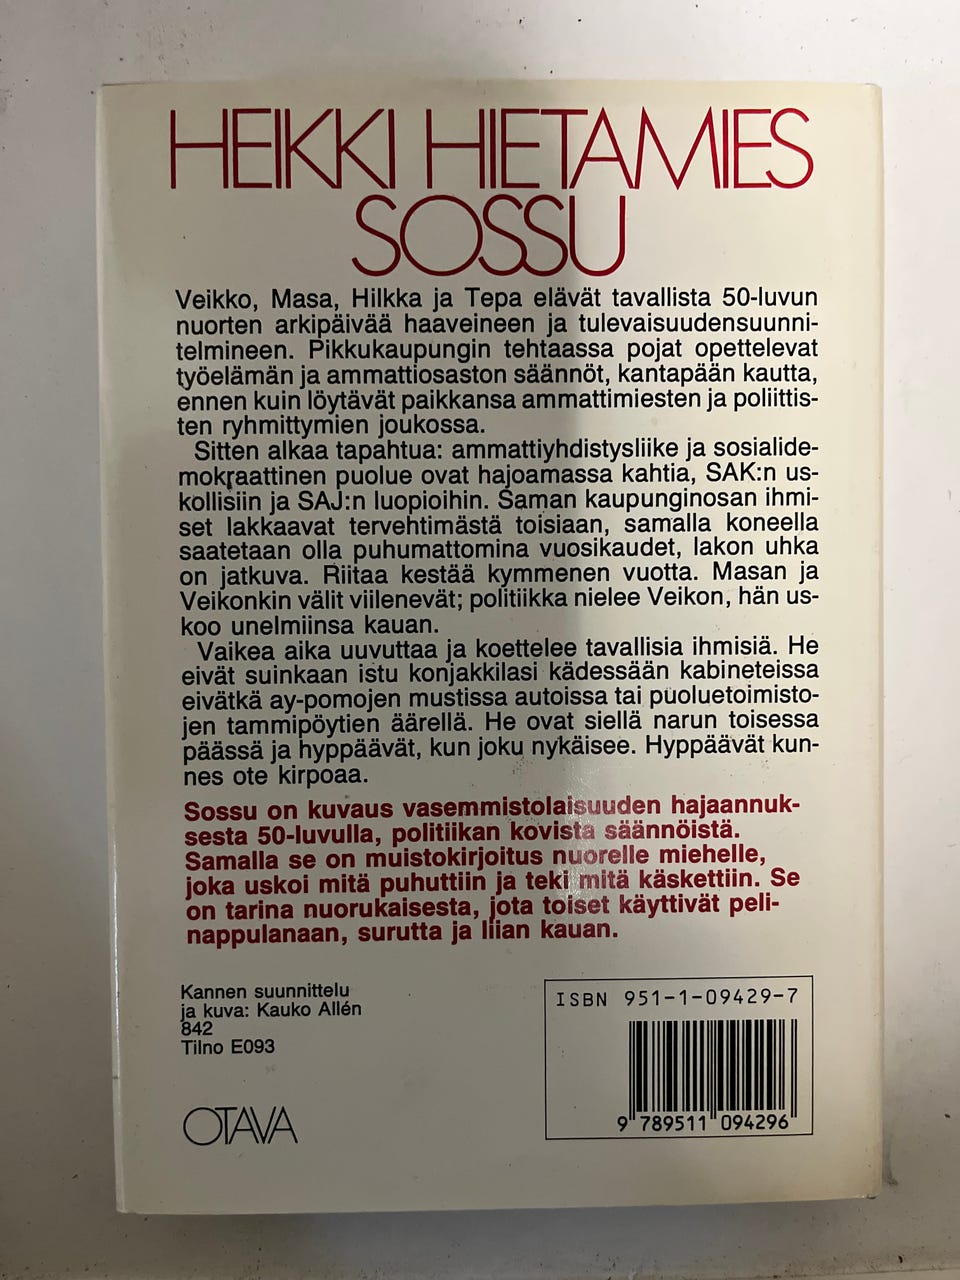 HEIKKI HIETAMIES
SOSSU
Veikko, Masa, Hilkka ja Tepa elävät tavallista 50-luvun
nuorten arkipäivää haaveineen ja tulevaisuudensuunni-
telmineen. Pikkukaupungin tehtaassa pojat opettelevat
työelämän ja ammattiosaston säännöt, kantapään kautta,
ennen kuin löytävät paikkansa ammattimiesten ja poliittis-
ten ryhmittymien joukossa.
Sitten alkaa tapahtua: ammattiyhdistysliike ja sosialide-
mokraattinen puolue ovat hajoamassa kahtia, SAK:n us-
kollisiin ja SAJ:n luopioihin. Saman kaupunginosan ihmi-
set lakkaavat tervehtimästä toisiaan, samalla koneella
saatetaan olla puhumattomina vuosikaudet, lakon uhka
on jatkuva. Riitaa kestää kymmenen vuotta. Masan ja
Veikonkin välit viilenevät; politiikka nielee Veikon, hän us-
koo unelmiinsa kauan.
Vaikea aika uuvuttaa ja koettelee tavallisia ihmisiä. He
eivät suinkaan istu konjakkilasi kädessään kabineteissa
eivätkä ay-pomojen mustissa autoissa tai puoluetoimisto-
jen tammipöytien äärellä. He ovat siellä narun toisessa
päässä ja hyppäävät, kun joku nykäisee. Hyppäävät kun-
nes ote kirpoaa.
Sossu on kuvaus vasemmistolaisuuden hajaannuk-
sesta 50-luvulla, politiikan kovista säännöistä.
Samalla se on muistokirjoitus nuorelle miehelle,
joka uskoi mitä puhuttiin ja teki mitä käskettiin. Se
on tarina nuorukaisesta, jota toiset käyttivät peli-
nappulanaan, surutta ja liian kauan.
Kannen suunnittelu
ja kuva: Kauko Allén
842
Tilno E093
OTAVA
ISBN 951-1-09429-7
9 789511 094296